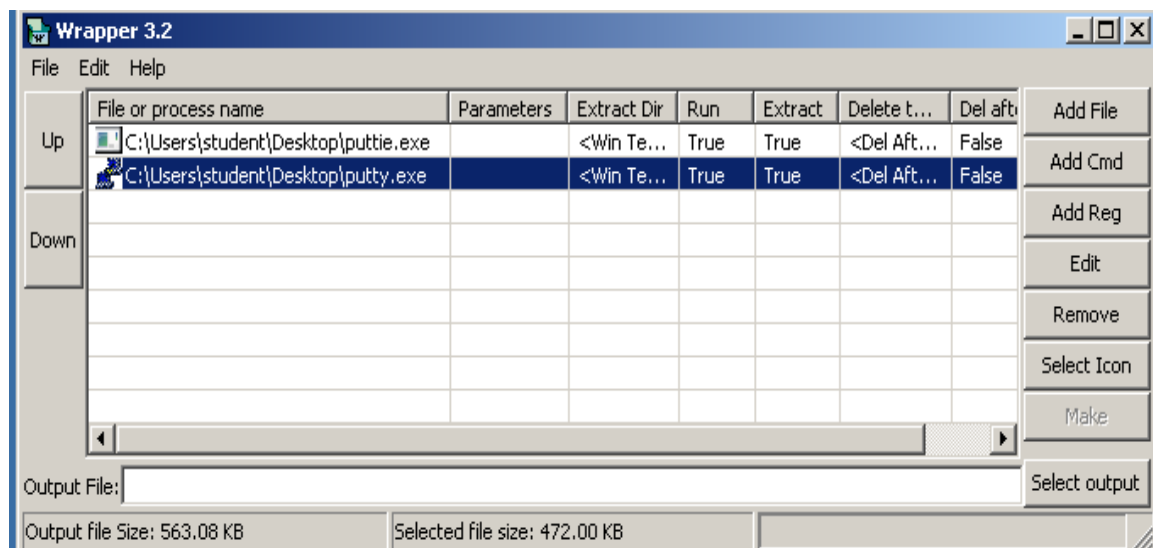 Wrapper 3.2
File Edit Help
Up
Down
File or process name Parameters Extract Dir Run Extract Delete t... Del afte
C:\Users\student\Desktop\puttie.exe <Win Te... True True <Del Aft... False
C:\Users\student\Desktop\putty.exe <Win Te... True True <Del Aft... False
Add File
Add Cmd
Add Reg
Edit
Remove
Select Icon
Make
Output File:
Select output
Output file Size: 563.08 KB Selected file size: 472.00 KB